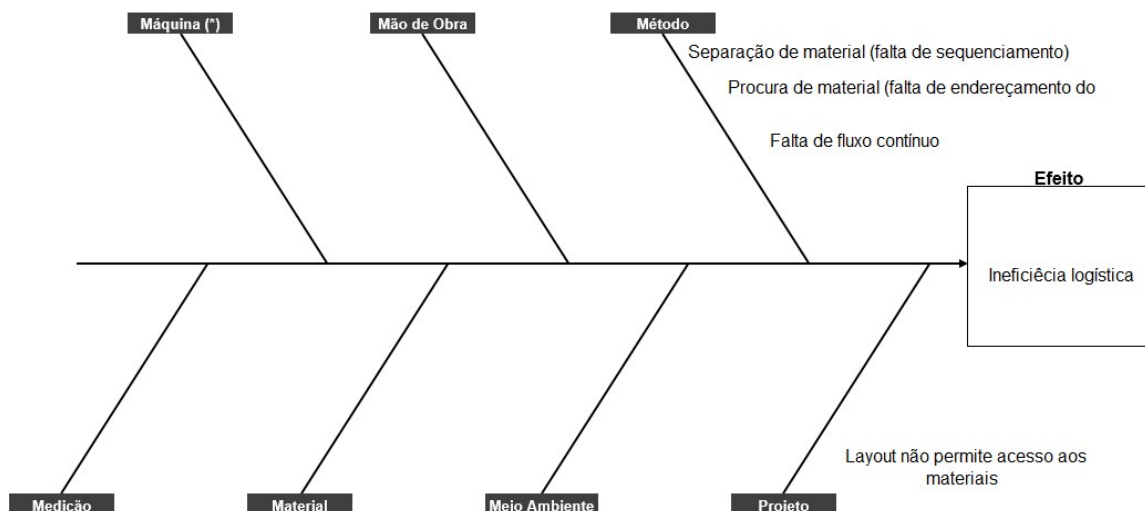 Máquina (*)
Mão de Obra
Método
Separação de material (falta de sequenciamento)
Procura de material (falta de endereçamento do
Falta de fluxo contínuo
Efeito
Ineficiêcia logística
Layout não permite acesso aos
materiais
Medição
Material
Meio Ambiente
Projeto